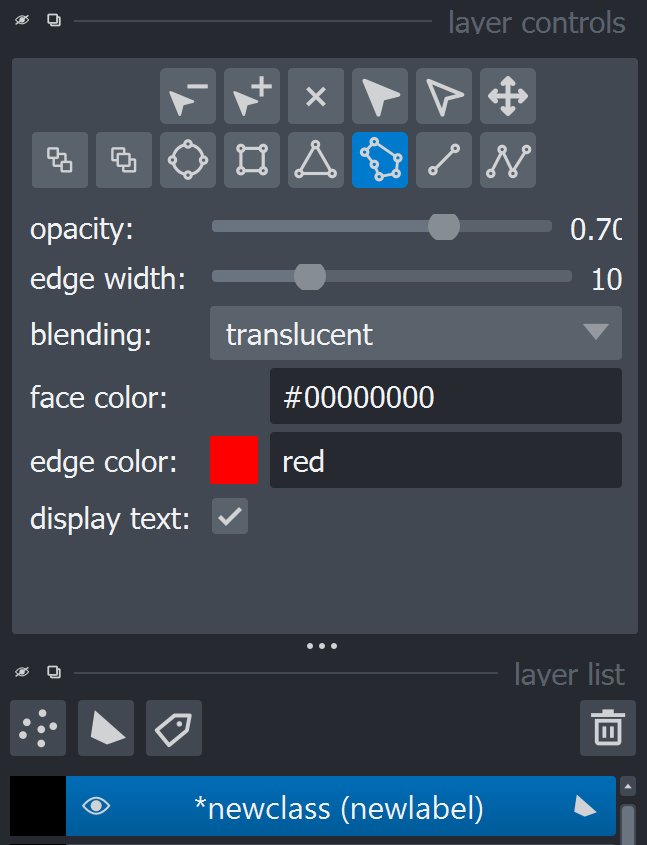 layer controls
opacity: 0.70
edge width: 10
blending: translucent
face color: #00000000
edge color: red
display text:
layer list
*newclass (newlabel)